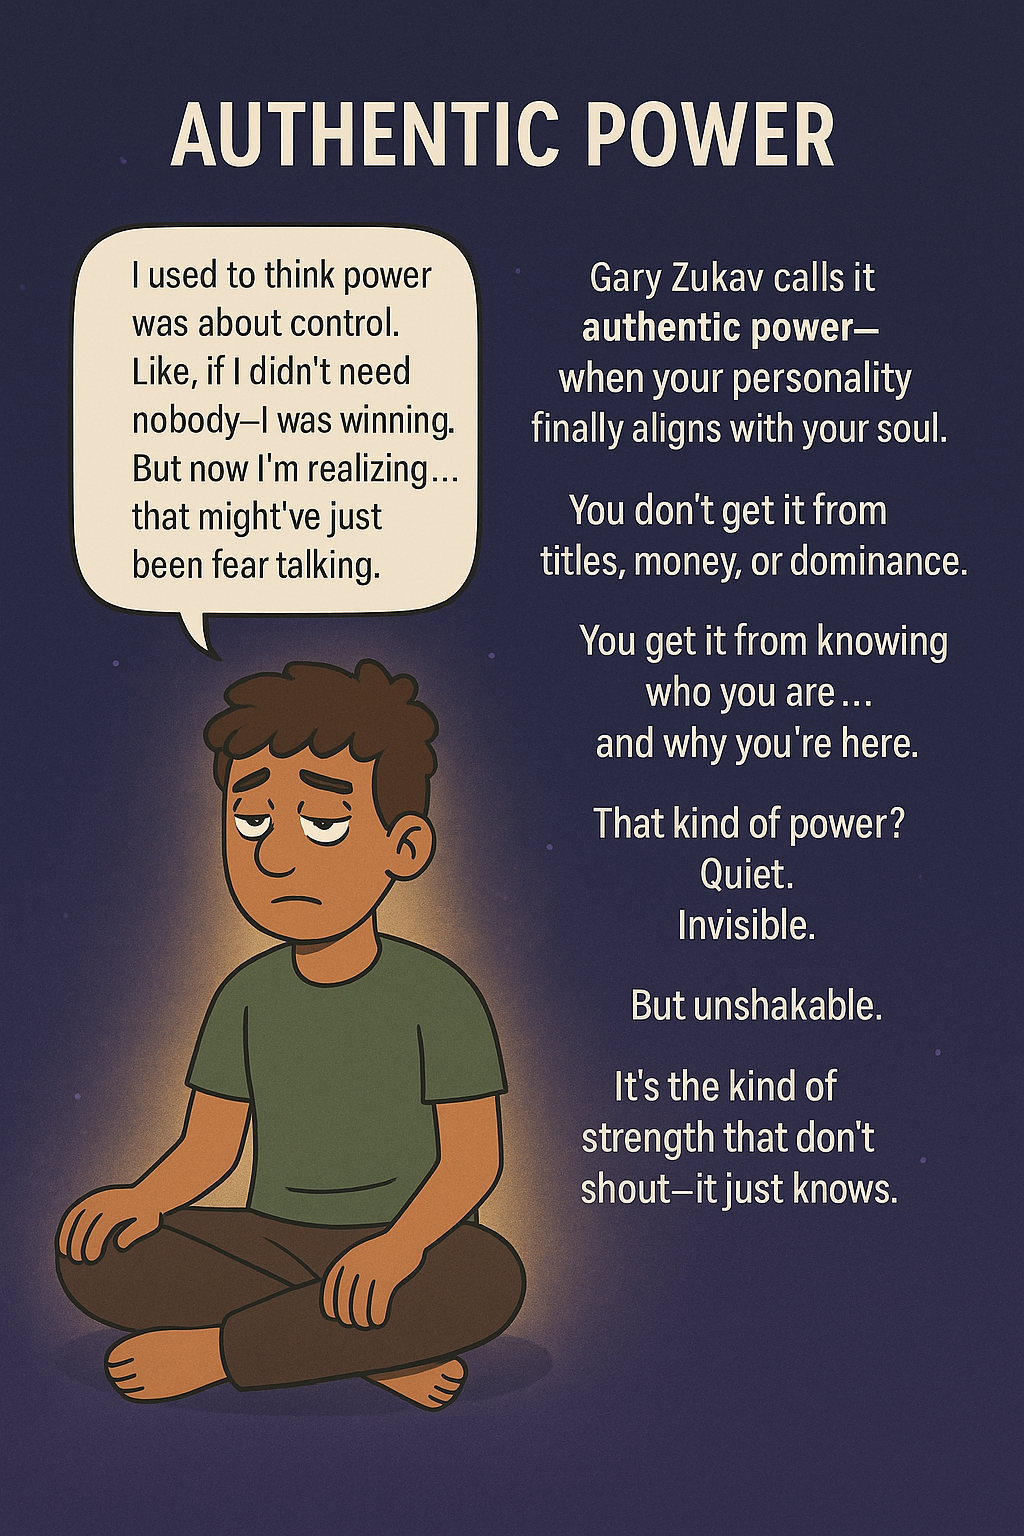 AUTHENTIC POWER
I used to think power
was about control.
Like, if I didn't need
nobody–I was winning.
But now I'm realizing...
that might've just
been fear talking.
Gary Zukav calls it
authentic power—
when your personality
finally aligns with your soul.
You don't get it from
titles, money, or dominance.
You get it from knowing
who you are...
and why you're here.
That kind of power?
Quiet.
Invisible.
But unshakable.
It's the kind of
strength that don't
shout—it just knows.